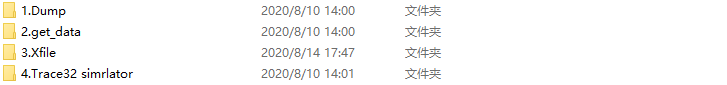 1.Dump 2020/8/10 14:00 文件夹
2.get_data 2020/8/10 14:00 文件夹
3.Xfile 2020/8/14 17:47 文件夹
4.Trace32 simrlator 2020/8/10 14:01 文件夹